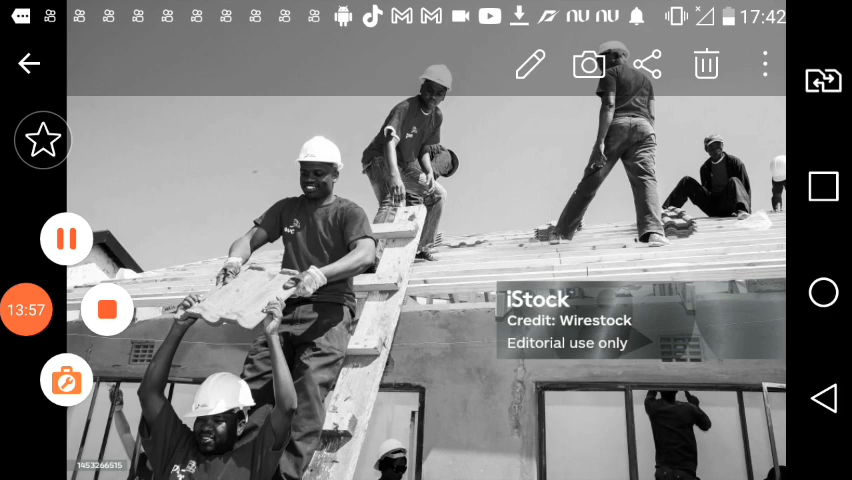 17:42
13:57
iStock
Credit: Wirestock
Editorial use only
1453266515